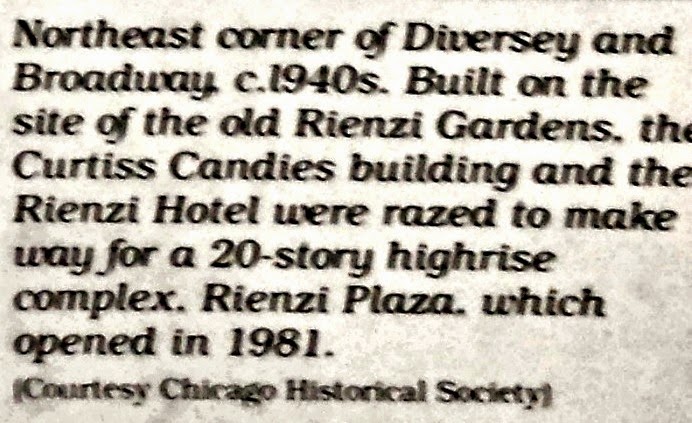 Northeast corner of Diversey and
Broadway, c.1940s. Built on the
site of the old Rienzi Gardens, the
Curtiss Candies building and the
Rienzi Hotel were razed to make
way for a 20-story highrise
complex, Rienzi Plaza, which
opened in 1981.
(Courtesy Chicago Historical Society)